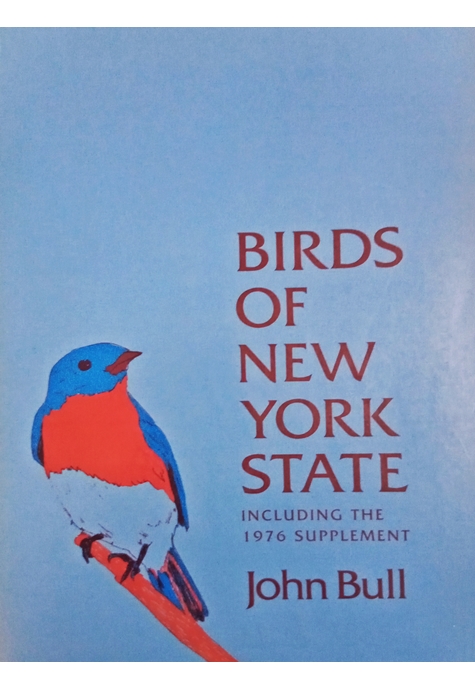 BIRDS
OF
NEW
YORK
STATE
INCLUDING THE
1976 SUPPLEMENT
John Bull